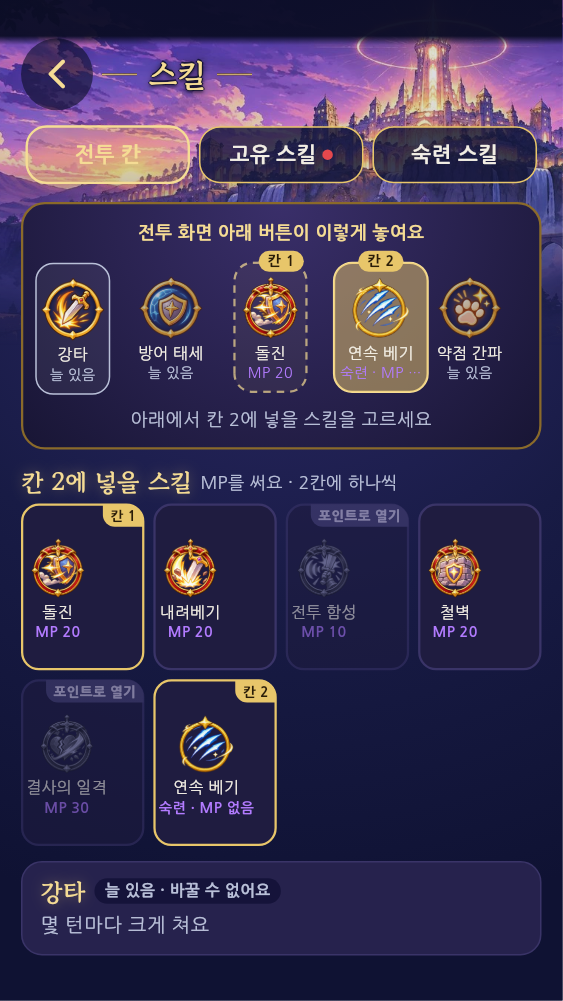 스킬
전투 칸
고유 스킬
숙련 스킬
전투 화면 아래 버튼이 이렇게 놓여요
칸 1
칸 2
강타
늘 있음
방어 태세
늘 있음
돌진
MP 20
연속 베기
숙련 · MP ...
약점 간파
늘 있음
아래에서 칸 2에 넣을 스킬을 고르세요
칸 2에 넣을 스킬 MP를 써요 · 2칸에 하나씩
칸 1
돌진
MP 20
내려베기
MP 20
포인트로 열기
전투 함성
MP 10
철벽
MP 20
포인트로 열기
결사의 일격
MP 30
칸 2
연속 베기
숙련 · MP 없음
강타 늘 있음 · 바꿀 수 없어요
몇 턴마다 크게 쳐요